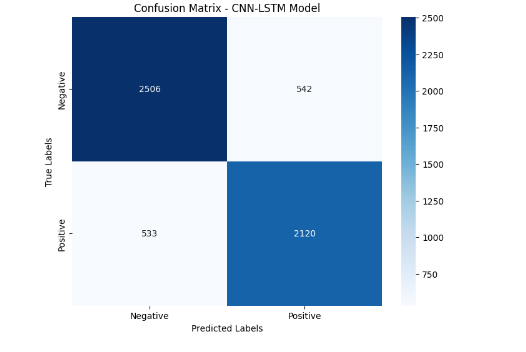 Confusion Matrix - CNN-LSTM Model
2500
2250
2000
1750
1500
1250
1000
750
True Labels
Negative
Positive
2506 542
533 2120
Negative Positive
Predicted Labels